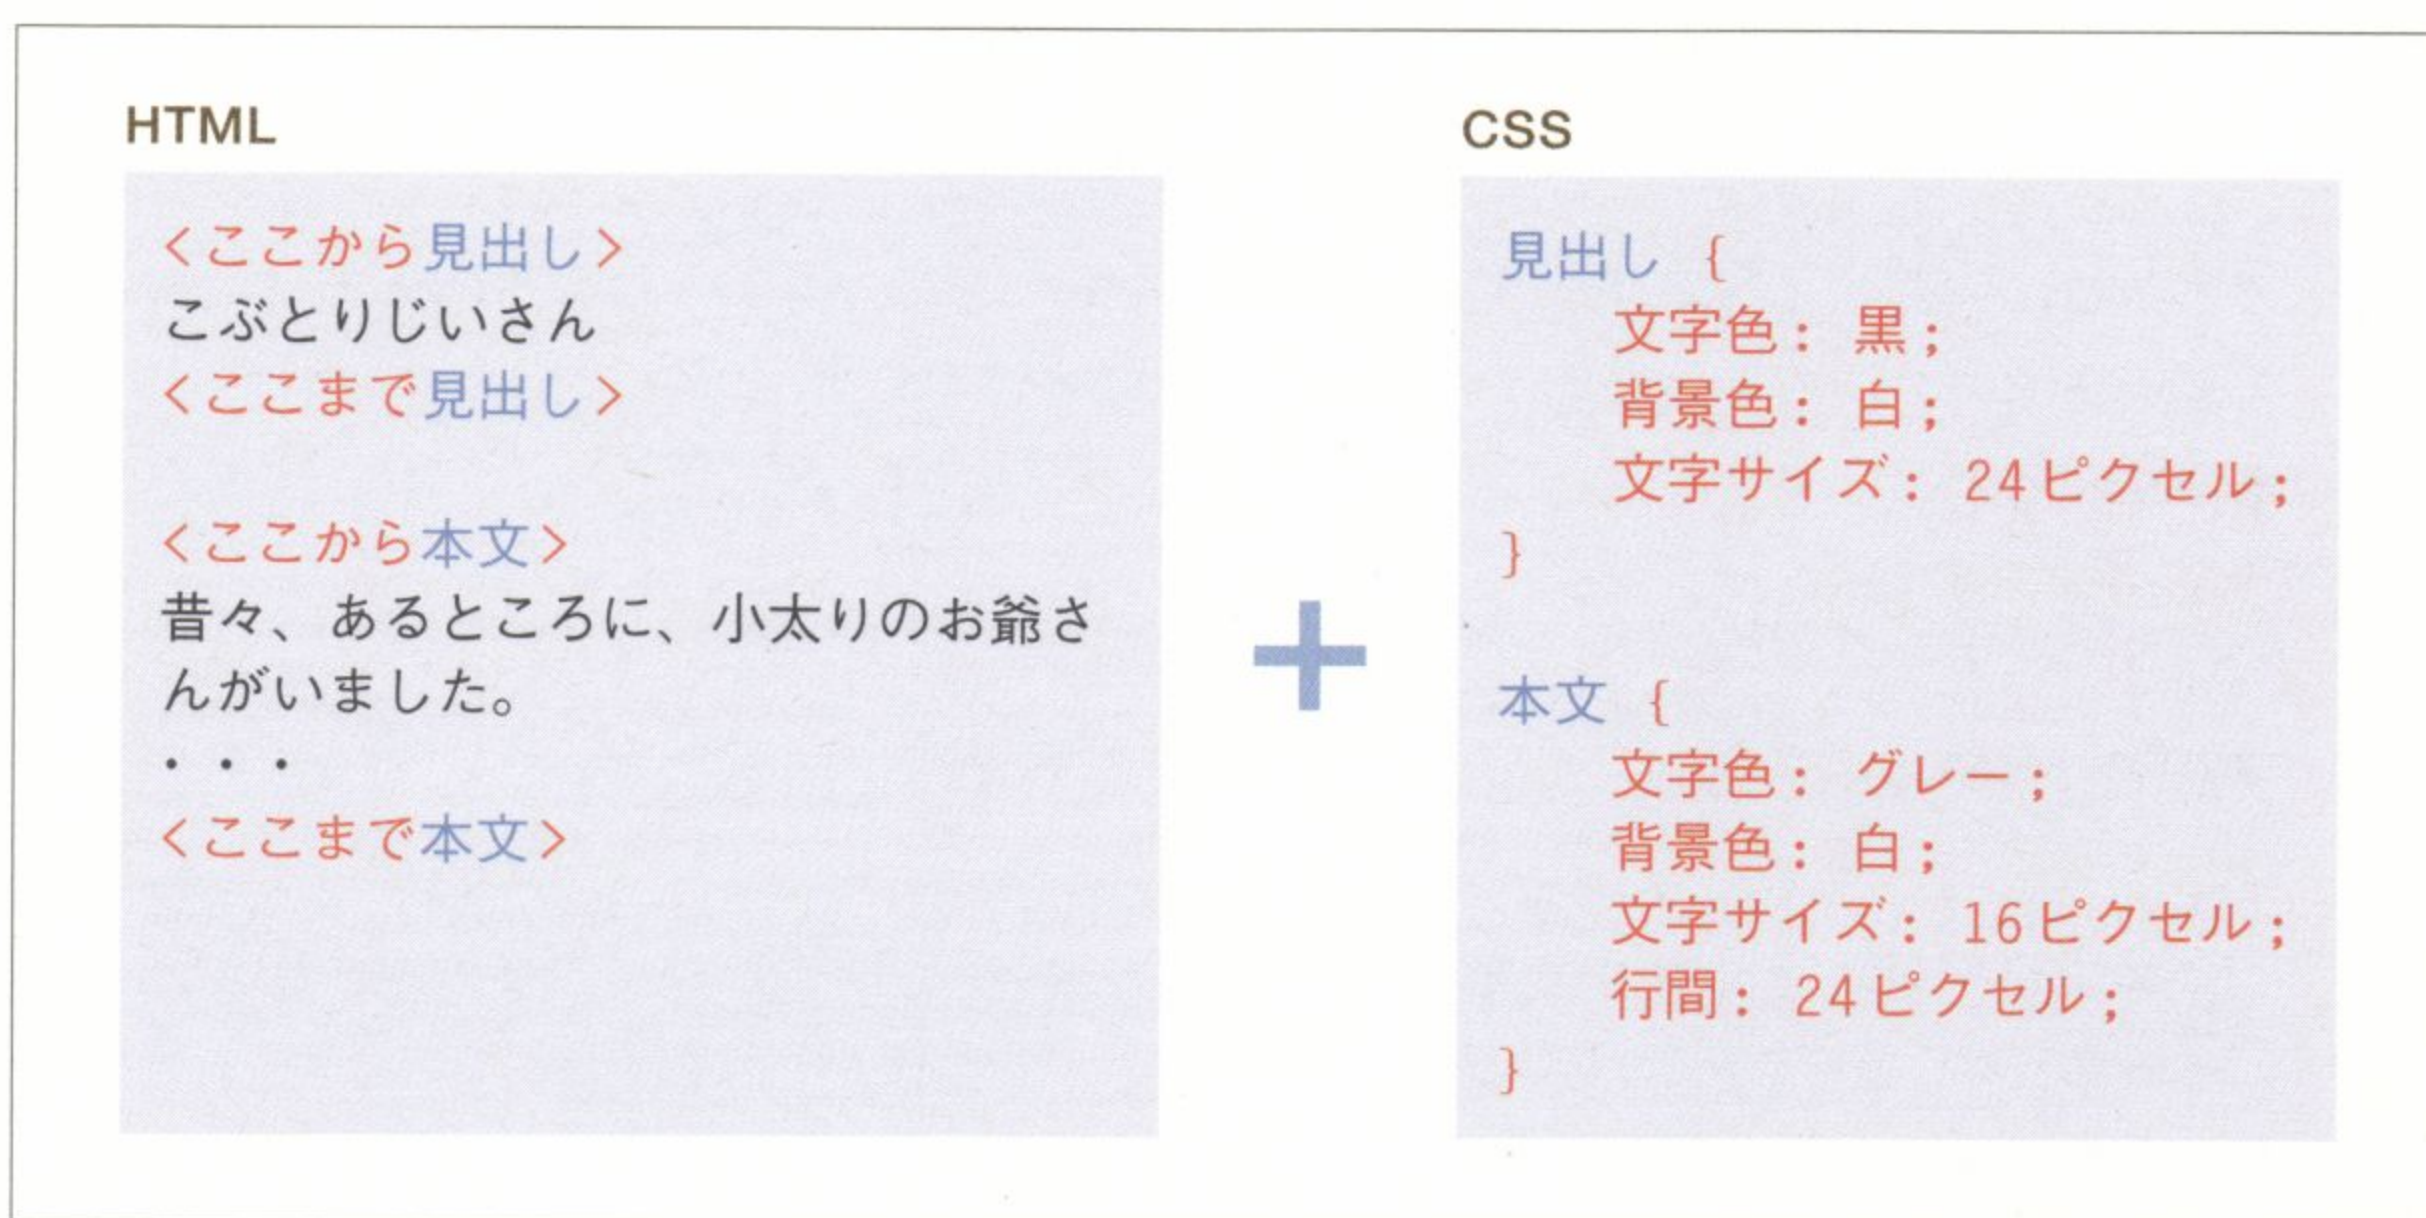 HTML
<ここから見出し>
こぶとりじいさん
<ここまで見出し>
<ここから本文>
昔々、あるところに、小太りのお爺さ
んがいました。
・・・
<ここまで本文>
+
CSS
見出し {
文字色: 黒;
背景色: 白;
文字サイズ: 24ピクセル;
}
本文 {
文字色: グレー;
背景色: 白;
文字サイズ: 16ピクセル;
行間: 24ピクセル;
}